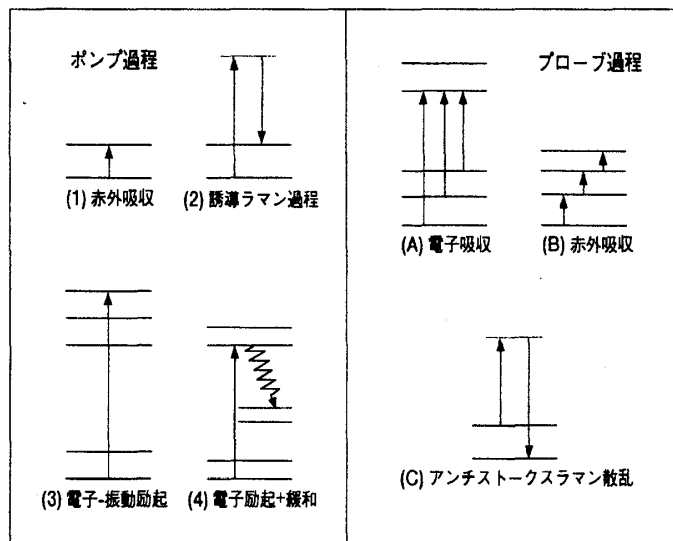 ポンプ過程
(1) 赤外吸収
(2) 誘導ラマン過程
(3) 電子-振動励起
(4) 電子励起+緩和
プローブ過程
(A) 電子吸収
(B) 赤外吸収
(C) アンチストークスラマン散乱